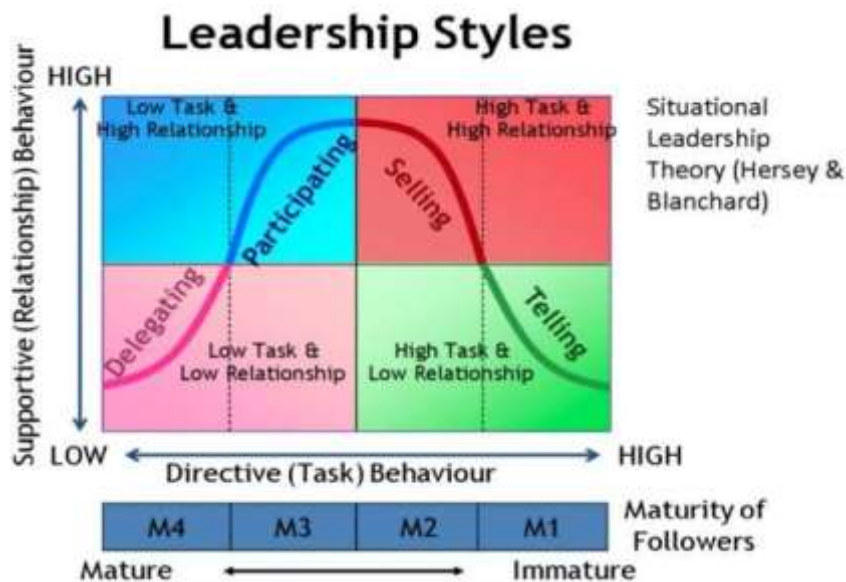 Leadership Styles
HIGH
Supportive (Relationship) Behaviour
Low Task &
High Relationship
High Task &
High Relationship
Situational
Leadership
Theory (Hersey &
Blanchard)
Participating
Selling
Delegating
Telling
Low Task &
Low Relationship
High Task &
Low Relationship
LOW
HIGH
Directive (Task) Behaviour
M4
M3
M2
M1
Maturity of
Followers
Mature
Immature